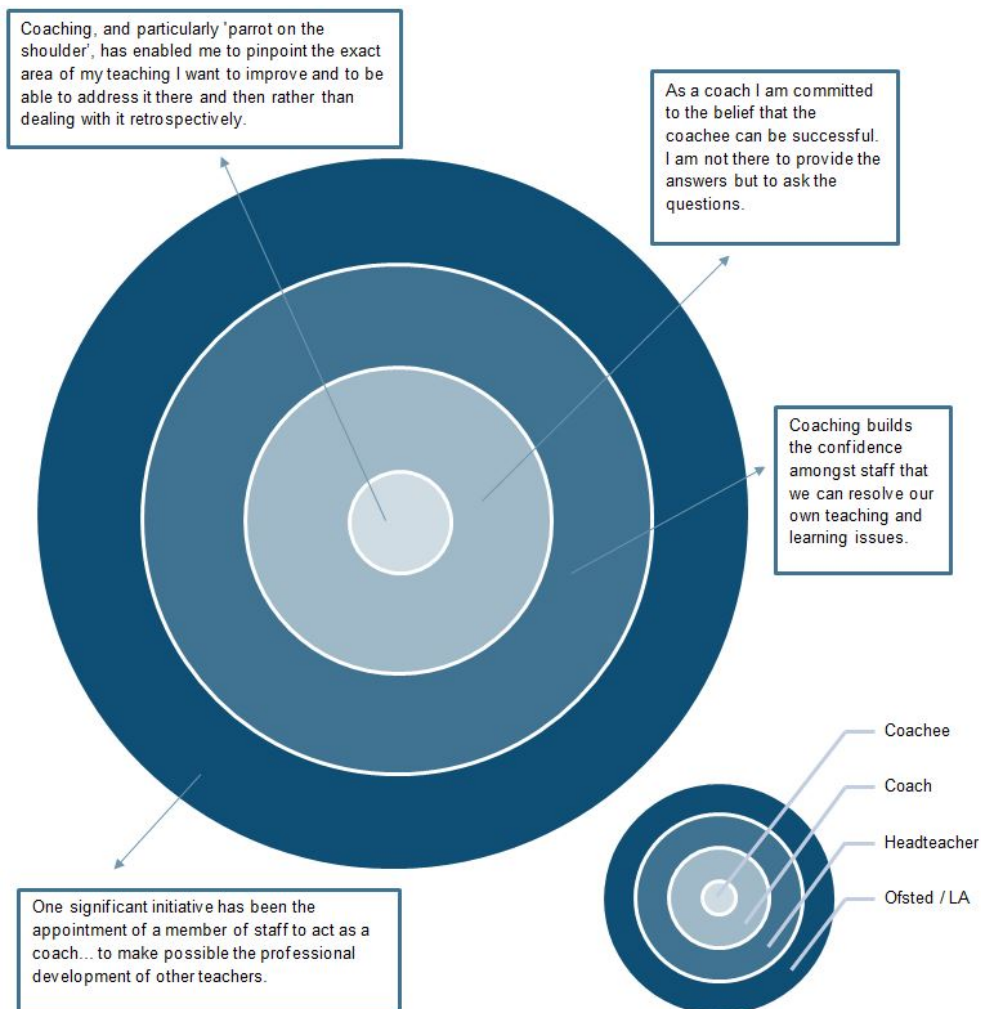 Coaching, and particularly 'parrot on the
shoulder', has enabled me to pinpoint the exact
area of my teaching I want to improve and to be
able to address it there and then rather than
dealing with it retrospectively.
As a coach I am committed
to the belief that the
coachee can be successful.
I am not there to provide the
answers but to ask the
questions.
Coaching builds
the confidence
amongst staff that
we can resolve our
own teaching and
learning issues.
One significant initiative has been the
appointment of a member of staff to act as a
coach... to make possible the professional
development of other teachers.
Coachee
Coach
Headteacher
Ofsted / LA